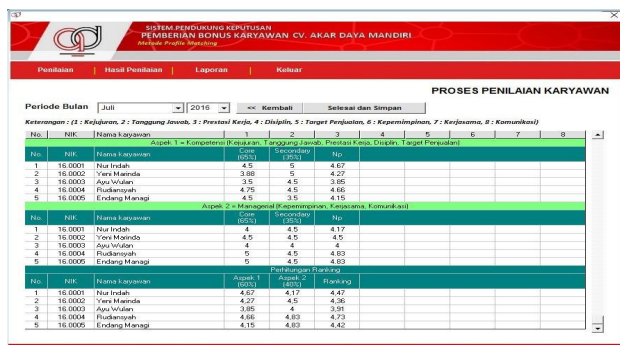 SISTEM PENDUKUNG KEPUTUSAN
PEMBERIAN BONUS KARYAWAN CV. AKAR DAYA MANDIRI
Metode Profile Matching
Penilaian | Hasil Penilaian | Laporan | Keluar
PROSES PENILAIAN KARYAWAN
Periode Bulan Juli 2016 << Kembali Selesai dan Simpan
Keterangan : (1 : Kejujuran, 2 : Tanggung Jawab, 3 : Prestasi Kerja, 4 : Disiplin, 5 : Target Penjualan, 6 : Kepemimpinan, 7 : Kerjasama, 8 : Komunikasi)
No. NIK Nama karyawan 1 2 3 4 5 6 7 8
Aspek 1 = Kompetensi (Kejujuran, Tanggung Jawab, Prestasi Kerja, Disiplin, Target Penjualan)
No. NIK Nama karyawan Core (65%) Secondary (35%) Np
1 16.0001 Nur Indah 4.5 5 4.67
2 16.0002 Yeni Marinda 3.88 5 4.27
3 16.0003 Ayu Wulan 3.5 4.5 3.85
4 16.0004 Rudiansyah 4.75 4.5 4.66
5 16.0005 Endang Managi 4.5 3.5 4.15
Aspek 2 = Managerial (Kepemimpinan, Kerjasama, Komunikasi)
No. NIK Nama karyawan Core (65%) Secondary (35%) Np
1 16.0001 Nur Indah 4 4.5 4.17
2 16.0002 Yeni Marinda 4.5 4.5 4.5
3 16.0003 Ayu Wulan 4 4 4
4 16.0004 Rudiansyah 5 4.5 4.83
5 16.0005 Endang Managi 5 4.5 4.83
Perhitungan Ranking
No. NIK Nama karyawan Aspek 1 (60%) Aspek 2 (40%) Ranking
1 16.0001 Nur Indah 4,67 4,17 4,47
2 16.0002 Yeni Marinda 4,27 4,5 4,36
3 16.0003 Ayu Wulan 3,85 4 3,91
4 16.0004 Rudiansyah 4,66 4,83 4,73
5 16.0005 Endang Managi 4,15 4,83 4,42